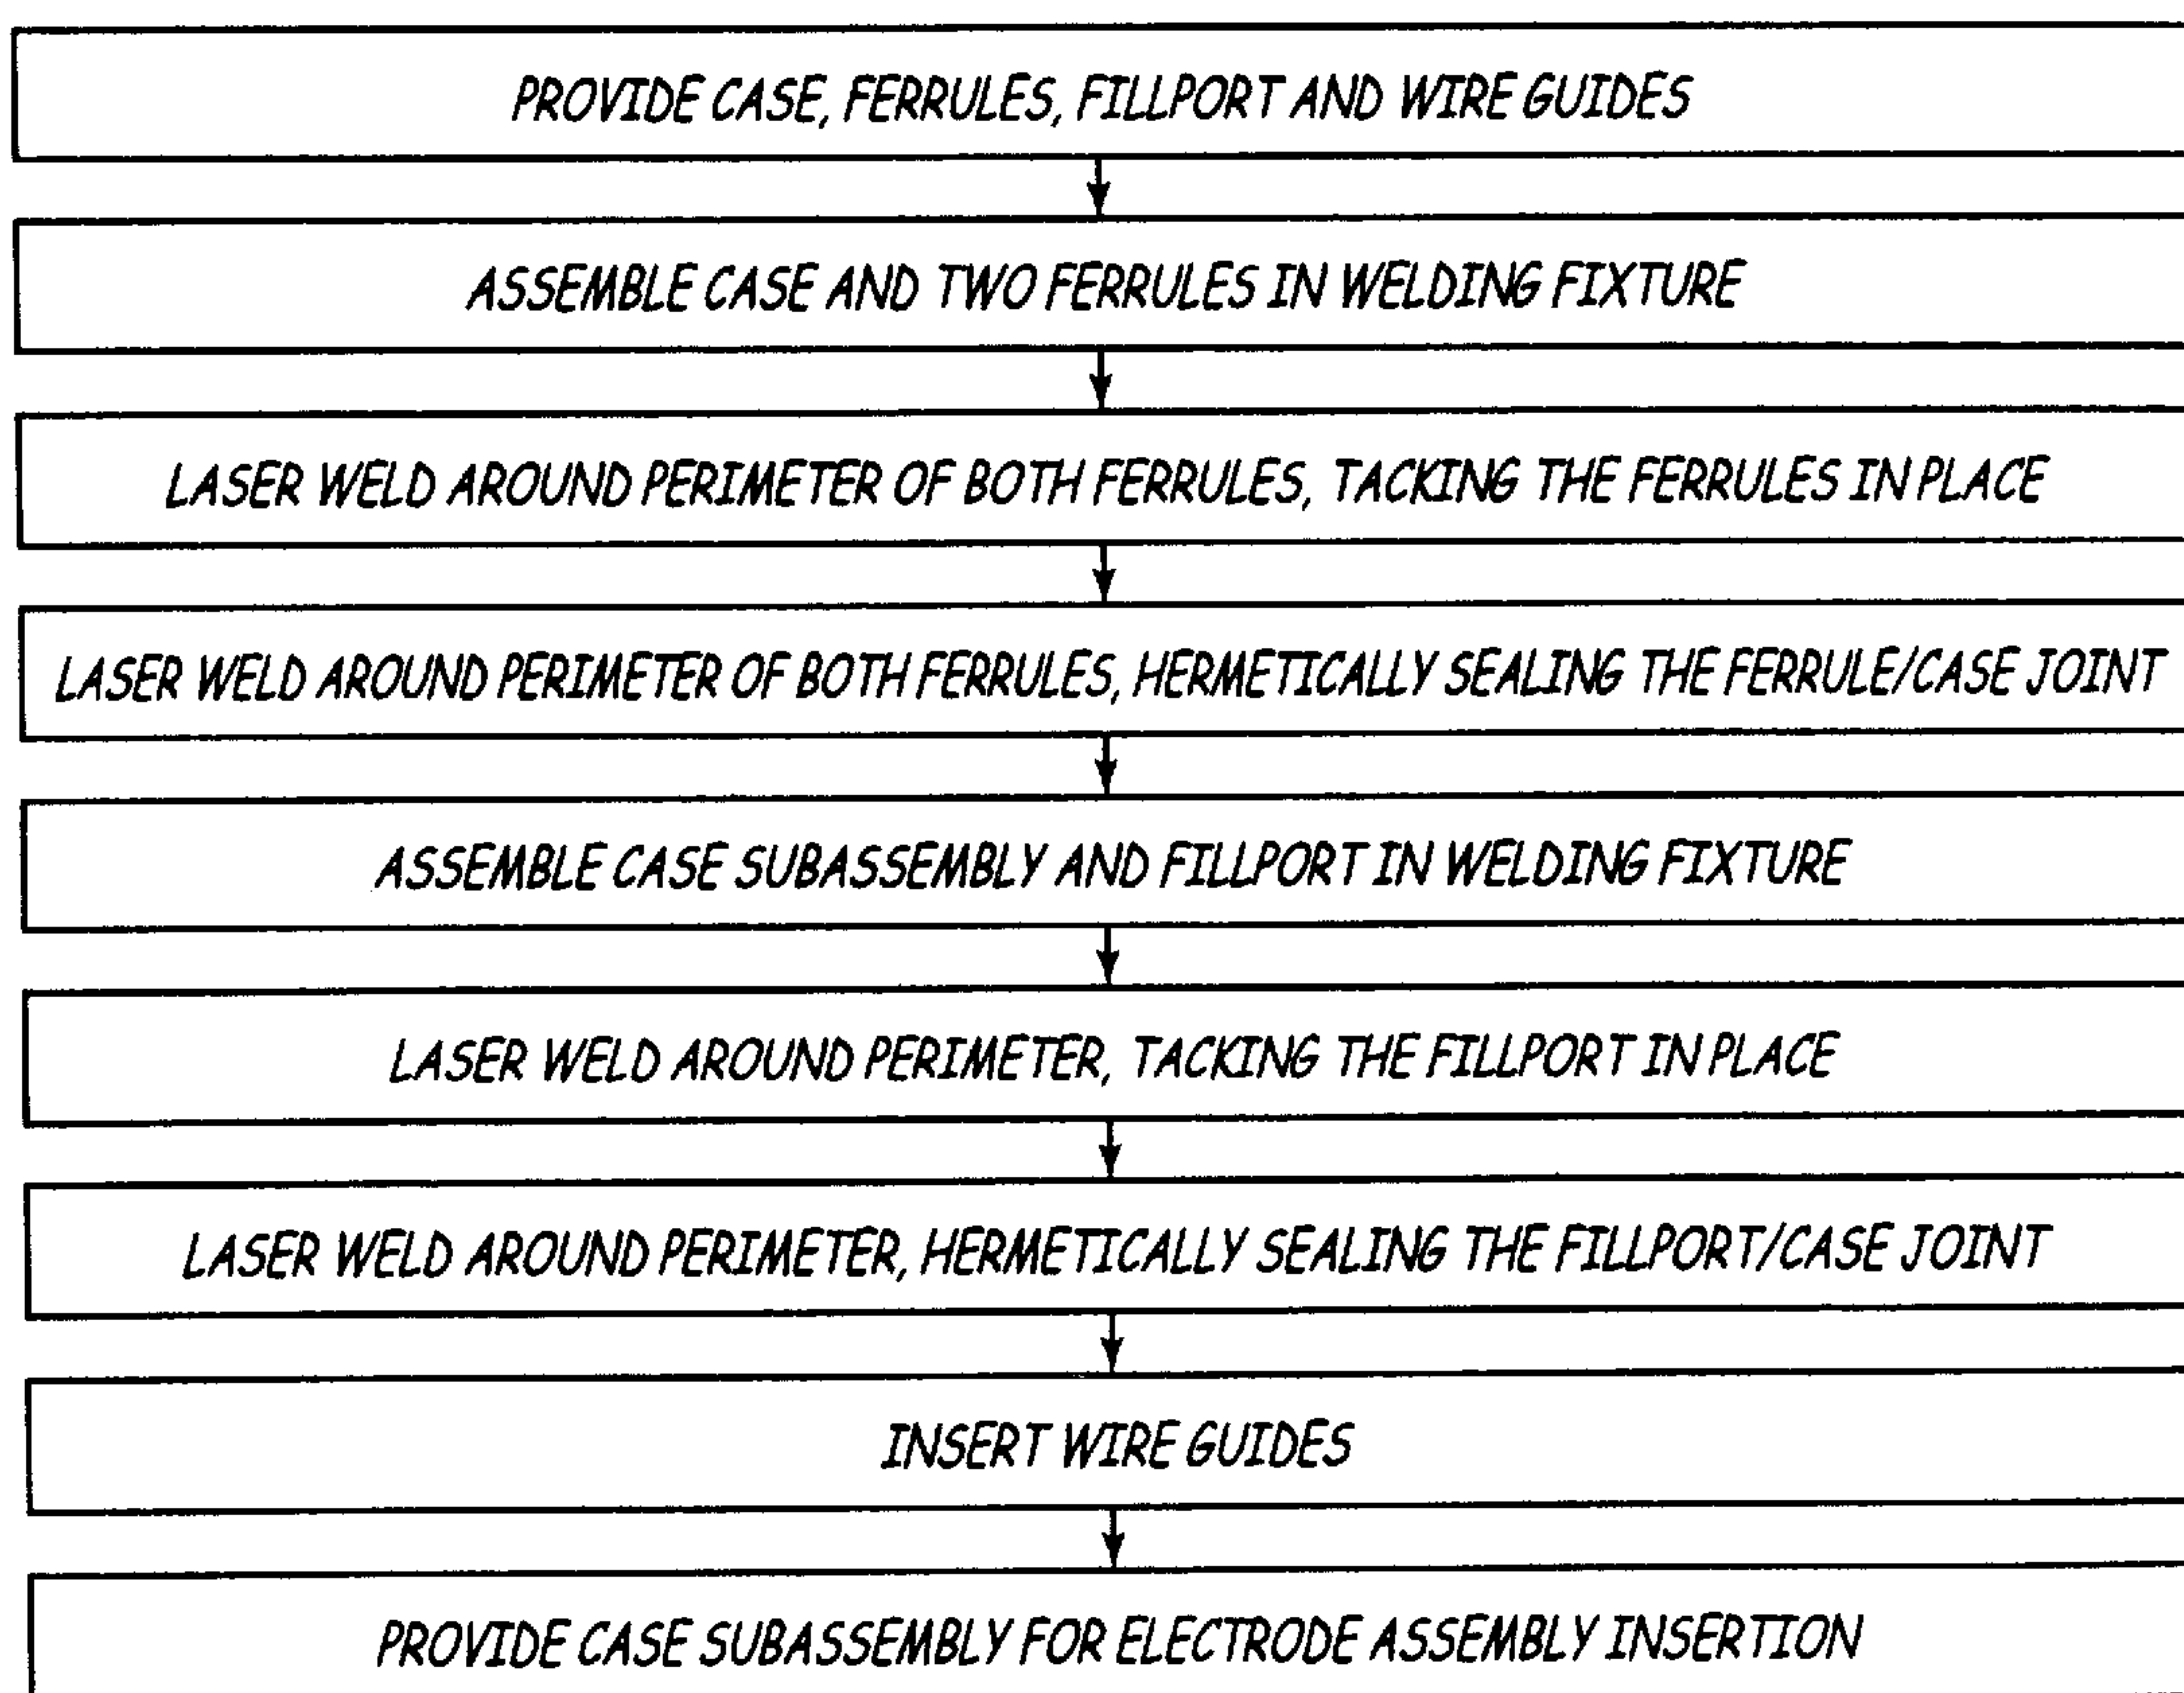 PROVIDE CASE, FERRULES, FILLPORT AND WIRE GUIDES
ASSEMBLE CASE AND TWO FERRULES IN WELDING FIXTURE
LASER WELD AROUND PERIMETER OF BOTH FERRULES, TACKING THE FERRULES IN PLACE
LASER WELD AROUND PERIMETER OF BOTH FERRULES, HERMETICALLY SEALING THE FERRULE/CASE JOINT
ASSEMBLE CASE SUBASSEMBLY AND FILLPORT IN WELDING FIXTURE
LASER WELD AROUND PERIMETER, TACKING THE FILLPORT IN PLACE
LASER WELD AROUND PERIMETER, HERMETICALLY SEALING THE FILLPORT/CASE JOINT
INSERT WIRE GUIDES
PROVIDE CASE SUBASSEMBLY FOR ELECTRODE ASSEMBLY INSERTION